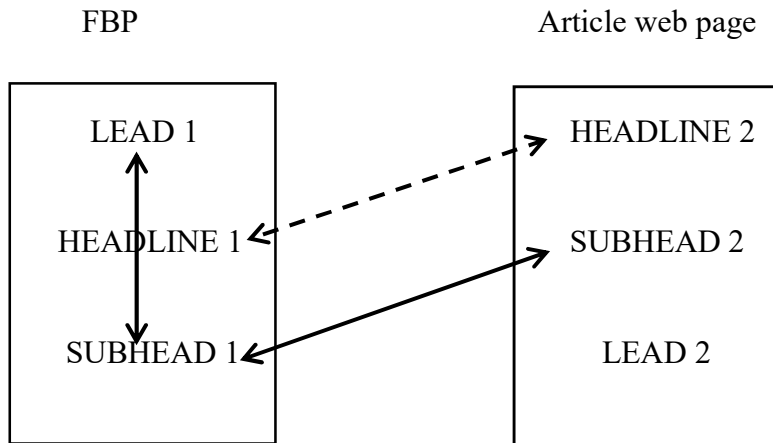 FBP
Article web page
LEAD 1
HEADLINE 2
HEADLINE 1
SUBHEAD 2
SUBHEAD 1
LEAD 2